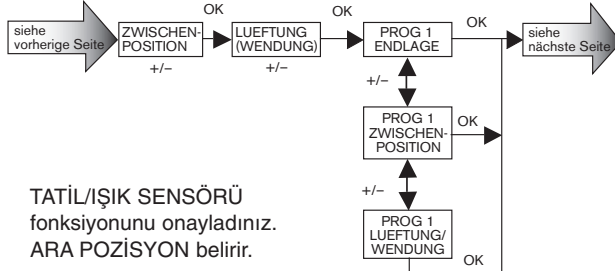 siehe
vorherige Seite
ZWISCHEN-
POSITION
+/–
OK
LUEFTUNG
(WENDUNG)
+/–
OK
PROG 1
ENDLAGE
OK
siehe
nächste Seite
+/–
PROG 1
ZWISCHEN-
POSITION
OK
+/–
PROG 1
LUEFTUNG/
WENDUNG
OK
TATİL/IŞIK SENSÖRÜ
fonksiyonunu onayladınız.
ARA POZİSYON belirir.